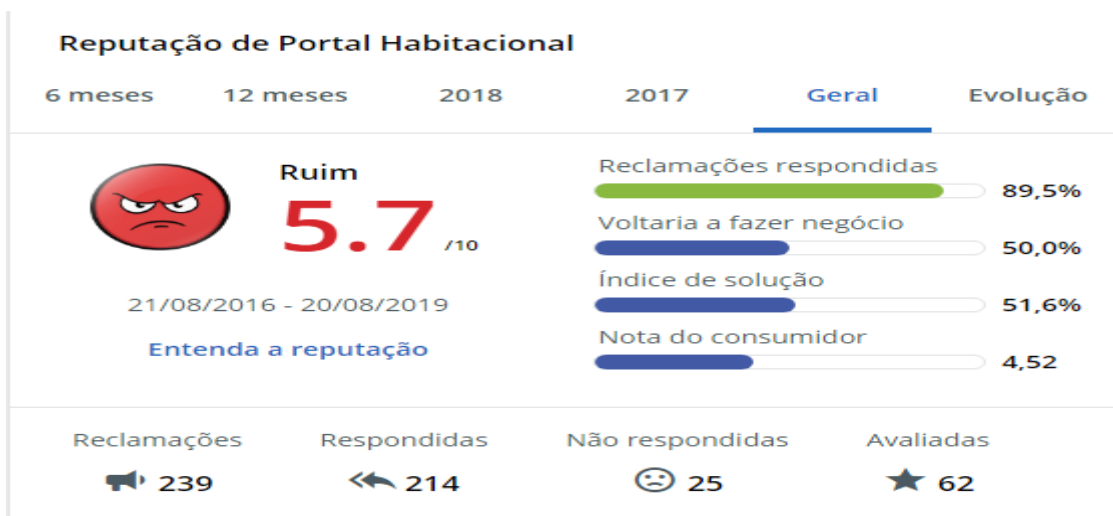 Reputação de Portal Habitacional
6 meses 12 meses 2018 2017 Geral Evolução
Ruim
5.7 /10
21/08/2016 - 20/08/2019
Entenda a reputação
Reclamações respondidas
89,5%
Voltaria a fazer negócio
50,0%
Índice de solução
51,6%
Nota do consumidor
4,52
Reclamações Respondidas Não respondidas Avaliadas
239 214 25 62